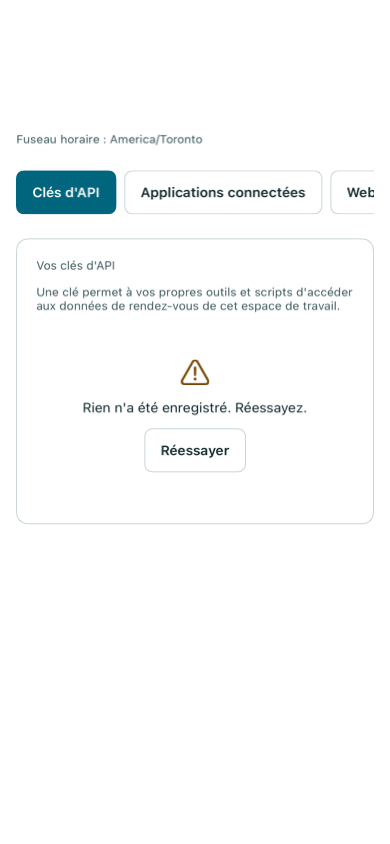 Fuseau horaire : America/Toronto
Clés d'API
Applications connectées
Web
Vos clés d'API
Une clé permet à vos propres outils et scripts d'accéder
aux données de rendez-vous de cet espace de travail.
Rien n'a été enregistré. Réessayez.
Réessayer